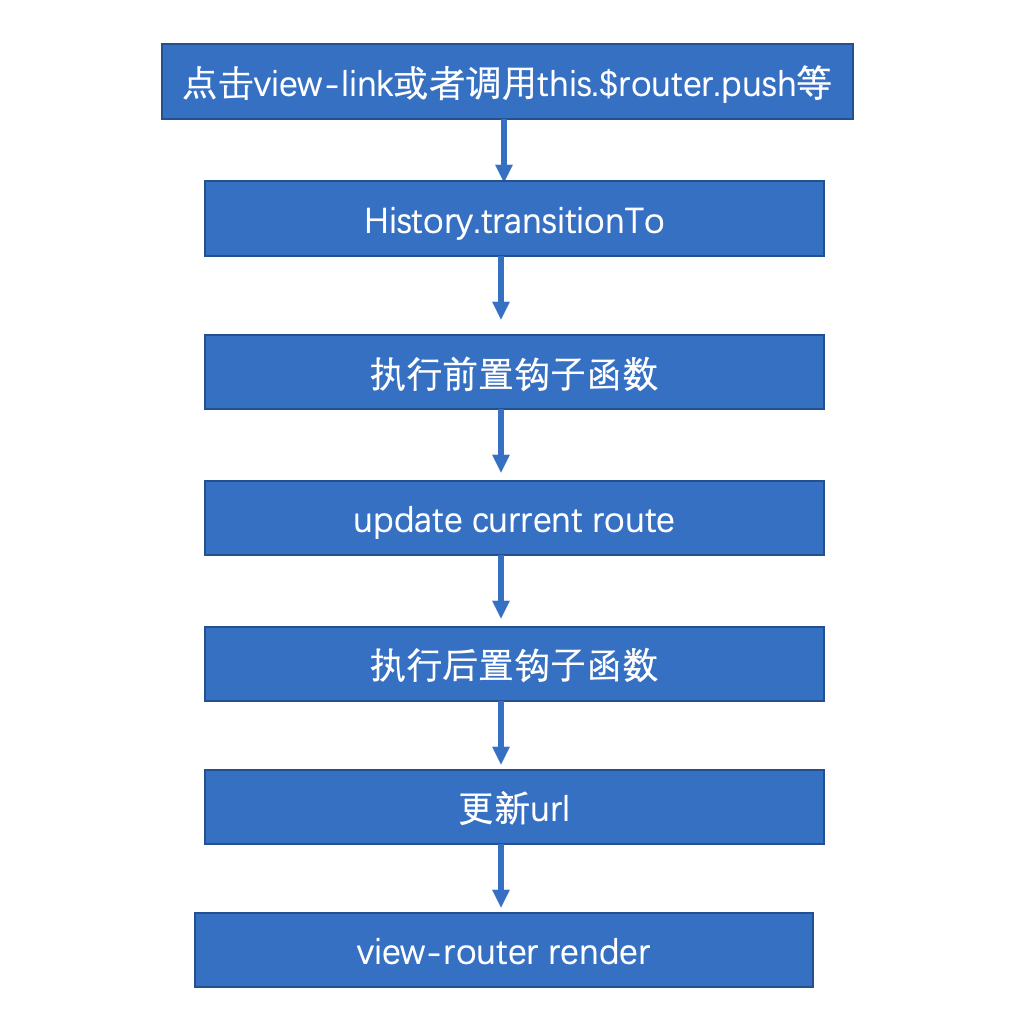 点击view-link或者调用this.$router.push等
History.transitionTo
执行前置钩子函数
update current route
执行后置钩子函数
更新url
view-router render